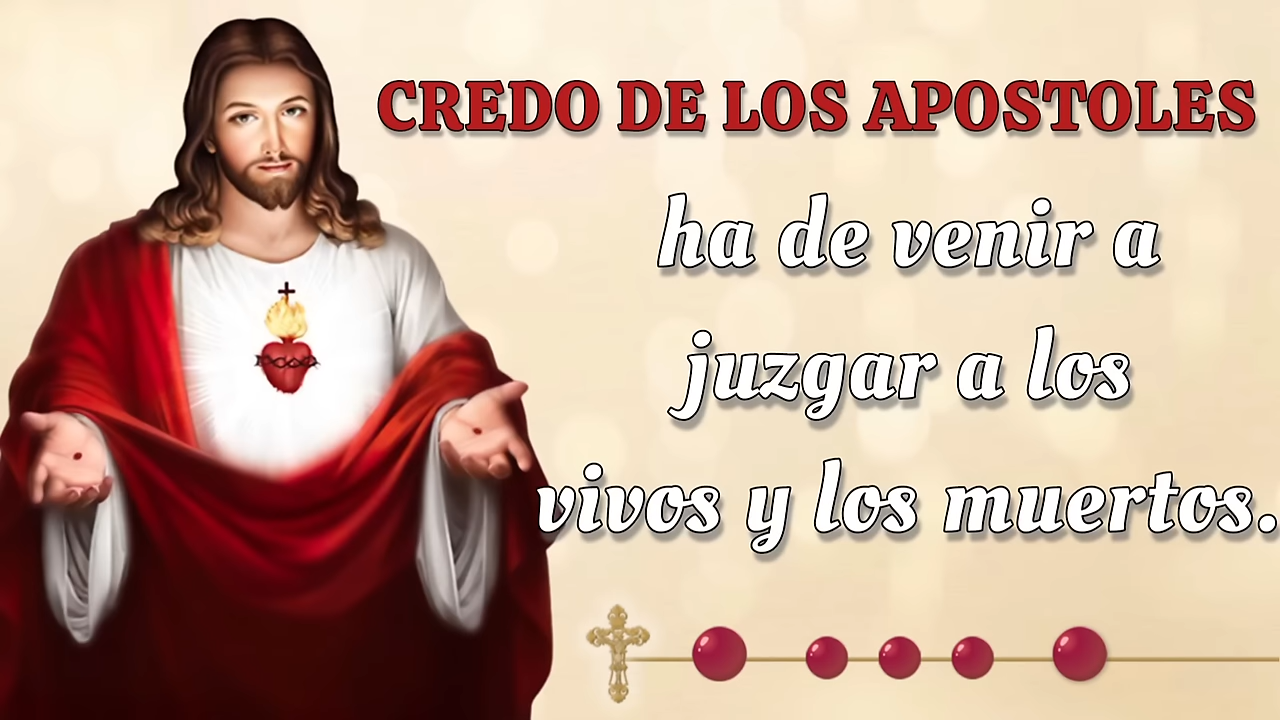 CREDO DE LOS APOSTOLES
ha de venir a
juzgar a los
vivos y los muertos.